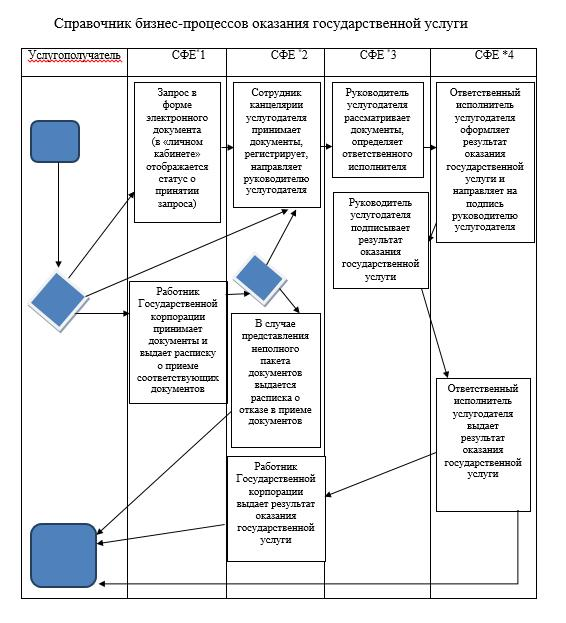 Справочник бизнес-процессов оказания государственной услуги
Услугополучатель
СФЕ*1
СФЕ *2
СФЕ *3
СФЕ *4
Запрос в
форме
электронного
документа
(в «личном
кабинете»
отображается
статус о
принятии
запроса)
Сотрудник
канцелярии
услугодателя
принимает
документы,
регистрирует,
направляет
руководителю
услугодателя
Руководитель
услугодателя
рассматривает
документы,
определяет
ответственного
исполнителя
Ответственный
исполнитель
услугодателя
оформляет
результат
оказания
государственной
услуги и
направляет на
подпись
руководителю
услугодателя
Руководитель
услугодателя
подписывает
результат
оказания
государственной
услуги
Работник
Государственной
корпорации
принимает
документы и
выдает расписку
о приеме
соответствующих
документов
В случае
представления
неполного
пакета
документов
выдается
расписка о
отказе в приеме
документов
Ответственный
исполнитель
услугодателя
выдает
результат
оказания
государственной
услуги
Работник
Государственной
корпорации
выдает результат
оказания
государственной
услуги